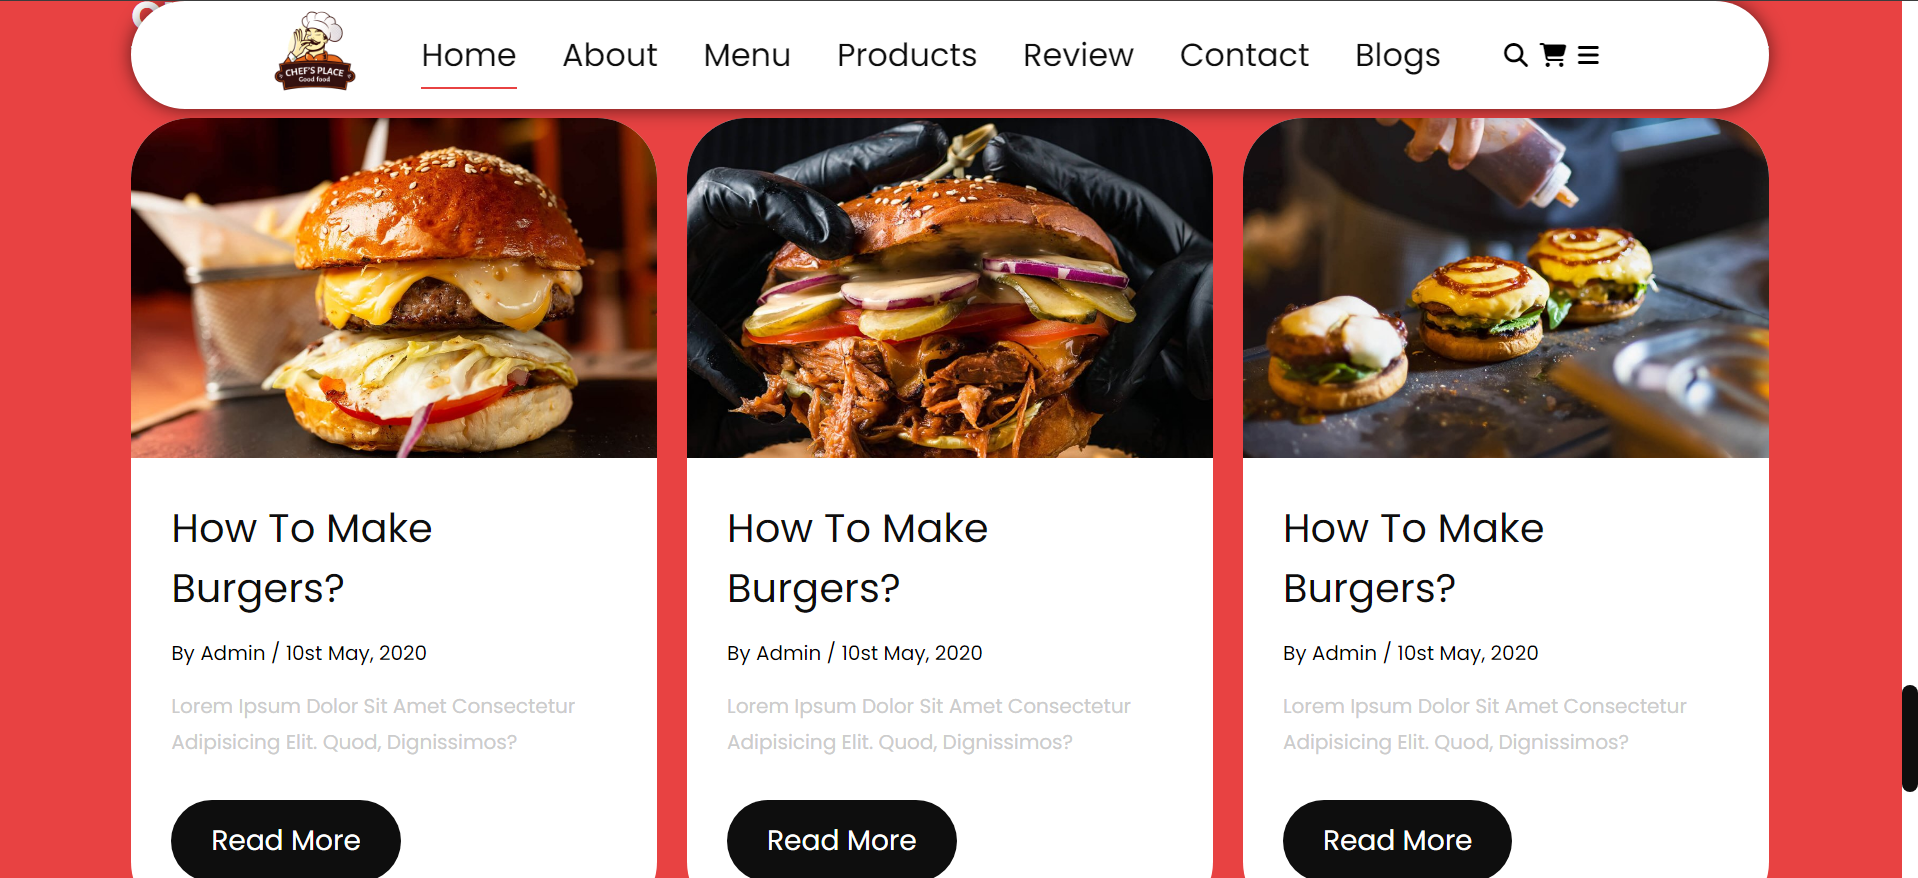 CHEF'S PLACE
Good food
Home About Menu Products Review Contact Blogs
How To Make
Burgers?
By Admin / 10st May, 2020
Lorem Ipsum Dolor Sit Amet Consectetur
Adipisicing Elit. Quod, Dignissimos?
Read More
How To Make
Burgers?
By Admin / 10st May, 2020
Lorem Ipsum Dolor Sit Amet Consectetur
Adipisicing Elit. Quod, Dignissimos?
Read More
How To Make
Burgers?
By Admin / 10st May, 2020
Lorem Ipsum Dolor Sit Amet Consectetur
Adipisicing Elit. Quod, Dignissimos?
Read More